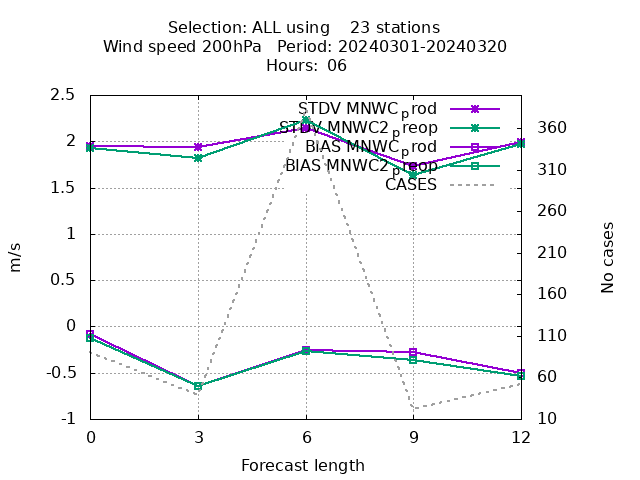 Selection: ALL using    23 stations
Wind speed 200hPa   Period: 20240301-20240320
Hours:  06
2.5
2
1.5
1
0.5
0
-0.5
-1
m/s
STDV MNWC_prod
STDV MNWC2_preop
BIAS MNWC_prod
BIAS MNWC2_preop
CASES
360
310
260
210
160
110
60
10
No cases
0 3 6 9 12
Forecast length